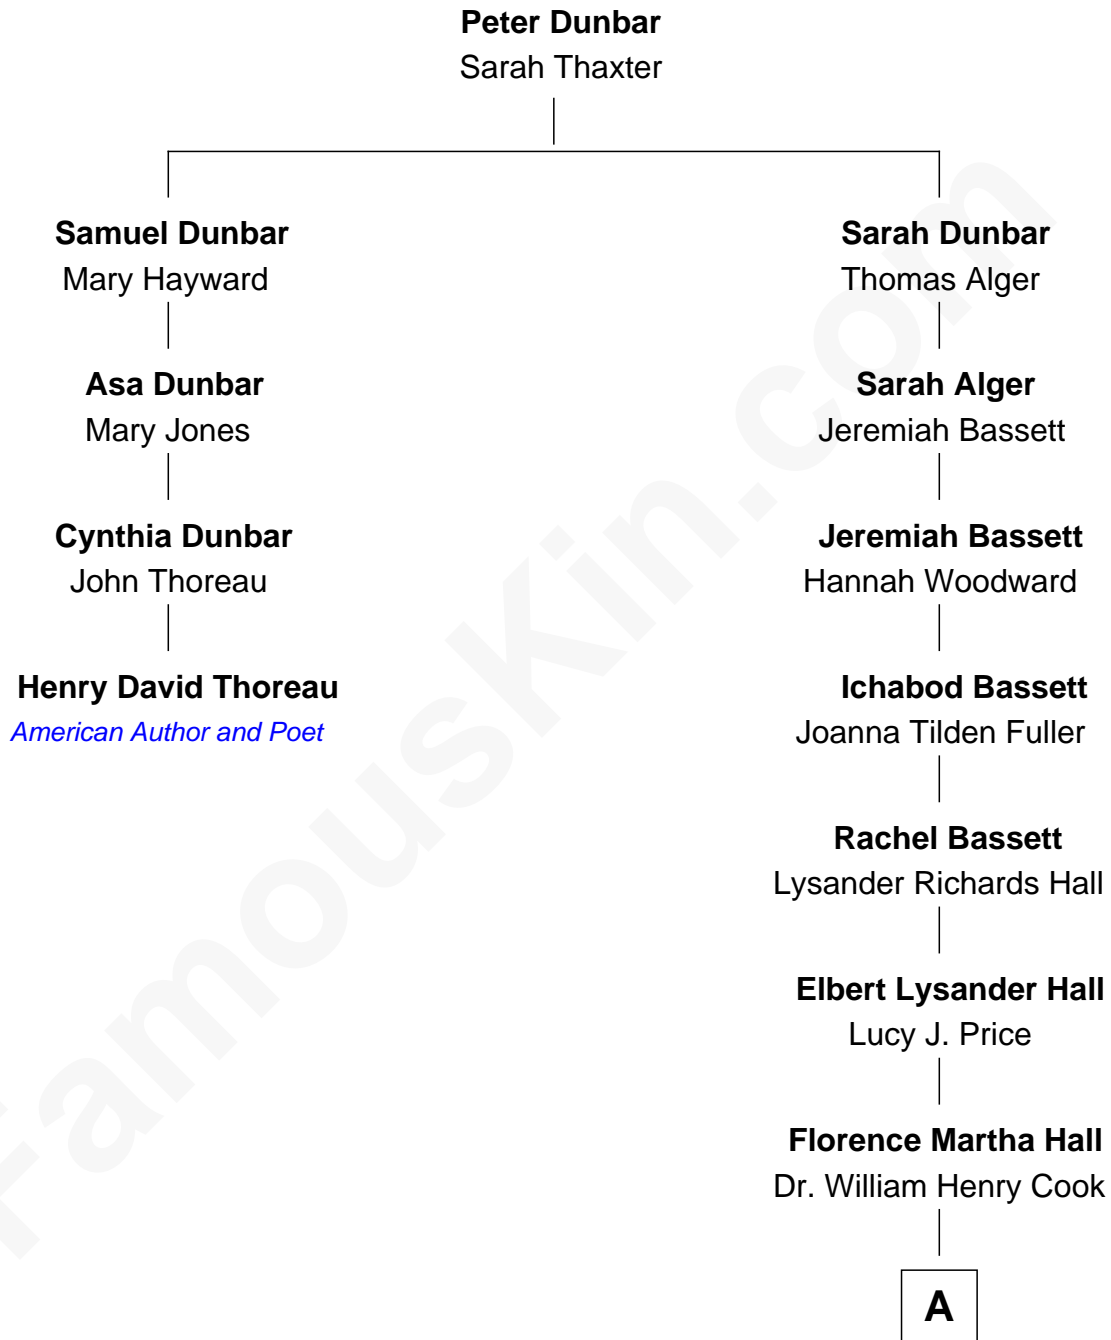 Peter Dunbar
Sarah Thaxter
Samuel Dunbar
Mary Hayward
Asa Dunbar
Mary Jones
Cynthia Dunbar
John Thoreau
Henry David Thoreau
American Author and Poet
Sarah Dunbar
Thomas Alger
Sarah Alger
Jeremiah Bassett
Jeremiah Bassett
Hannah Woodward
Ichabod Bassett
Joanna Tilden Fuller
Rachel Bassett
Lysander Richards Hall
Elbert Lysander Hall
Lucy J. Price
Florence Martha Hall
Dr. William Henry Cook
A
FamousKin.com